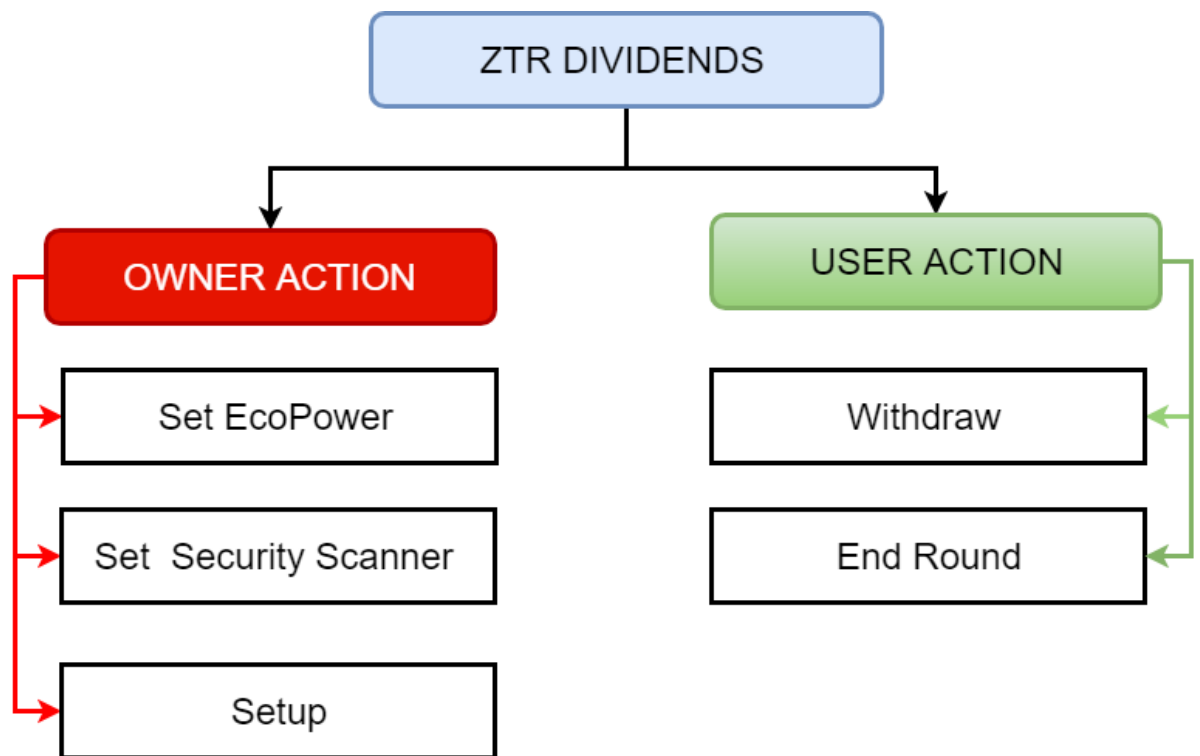 ZTR DIVIDENDS
OWNER ACTION
USER ACTION
Set EcoPower
Withdraw
Set  Security Scanner
End Round
Setup